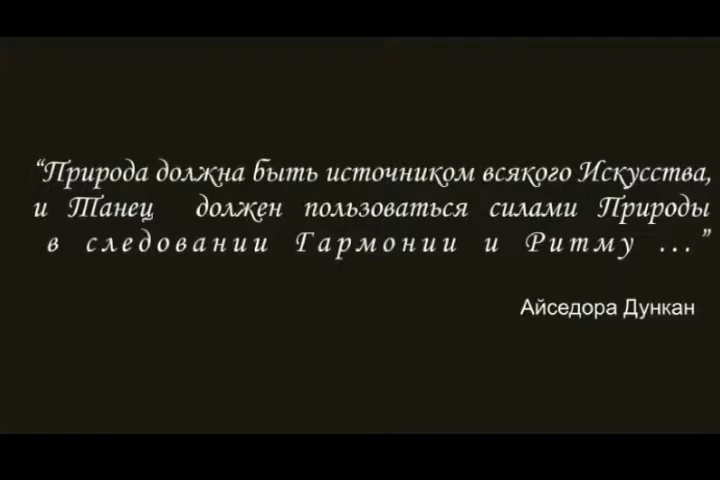 “Природа должна быть источником всякого Искусства,
и Танец должен пользоваться силами Природы
в следовании Гармонии и Ритму ...”
Айседора Дункан